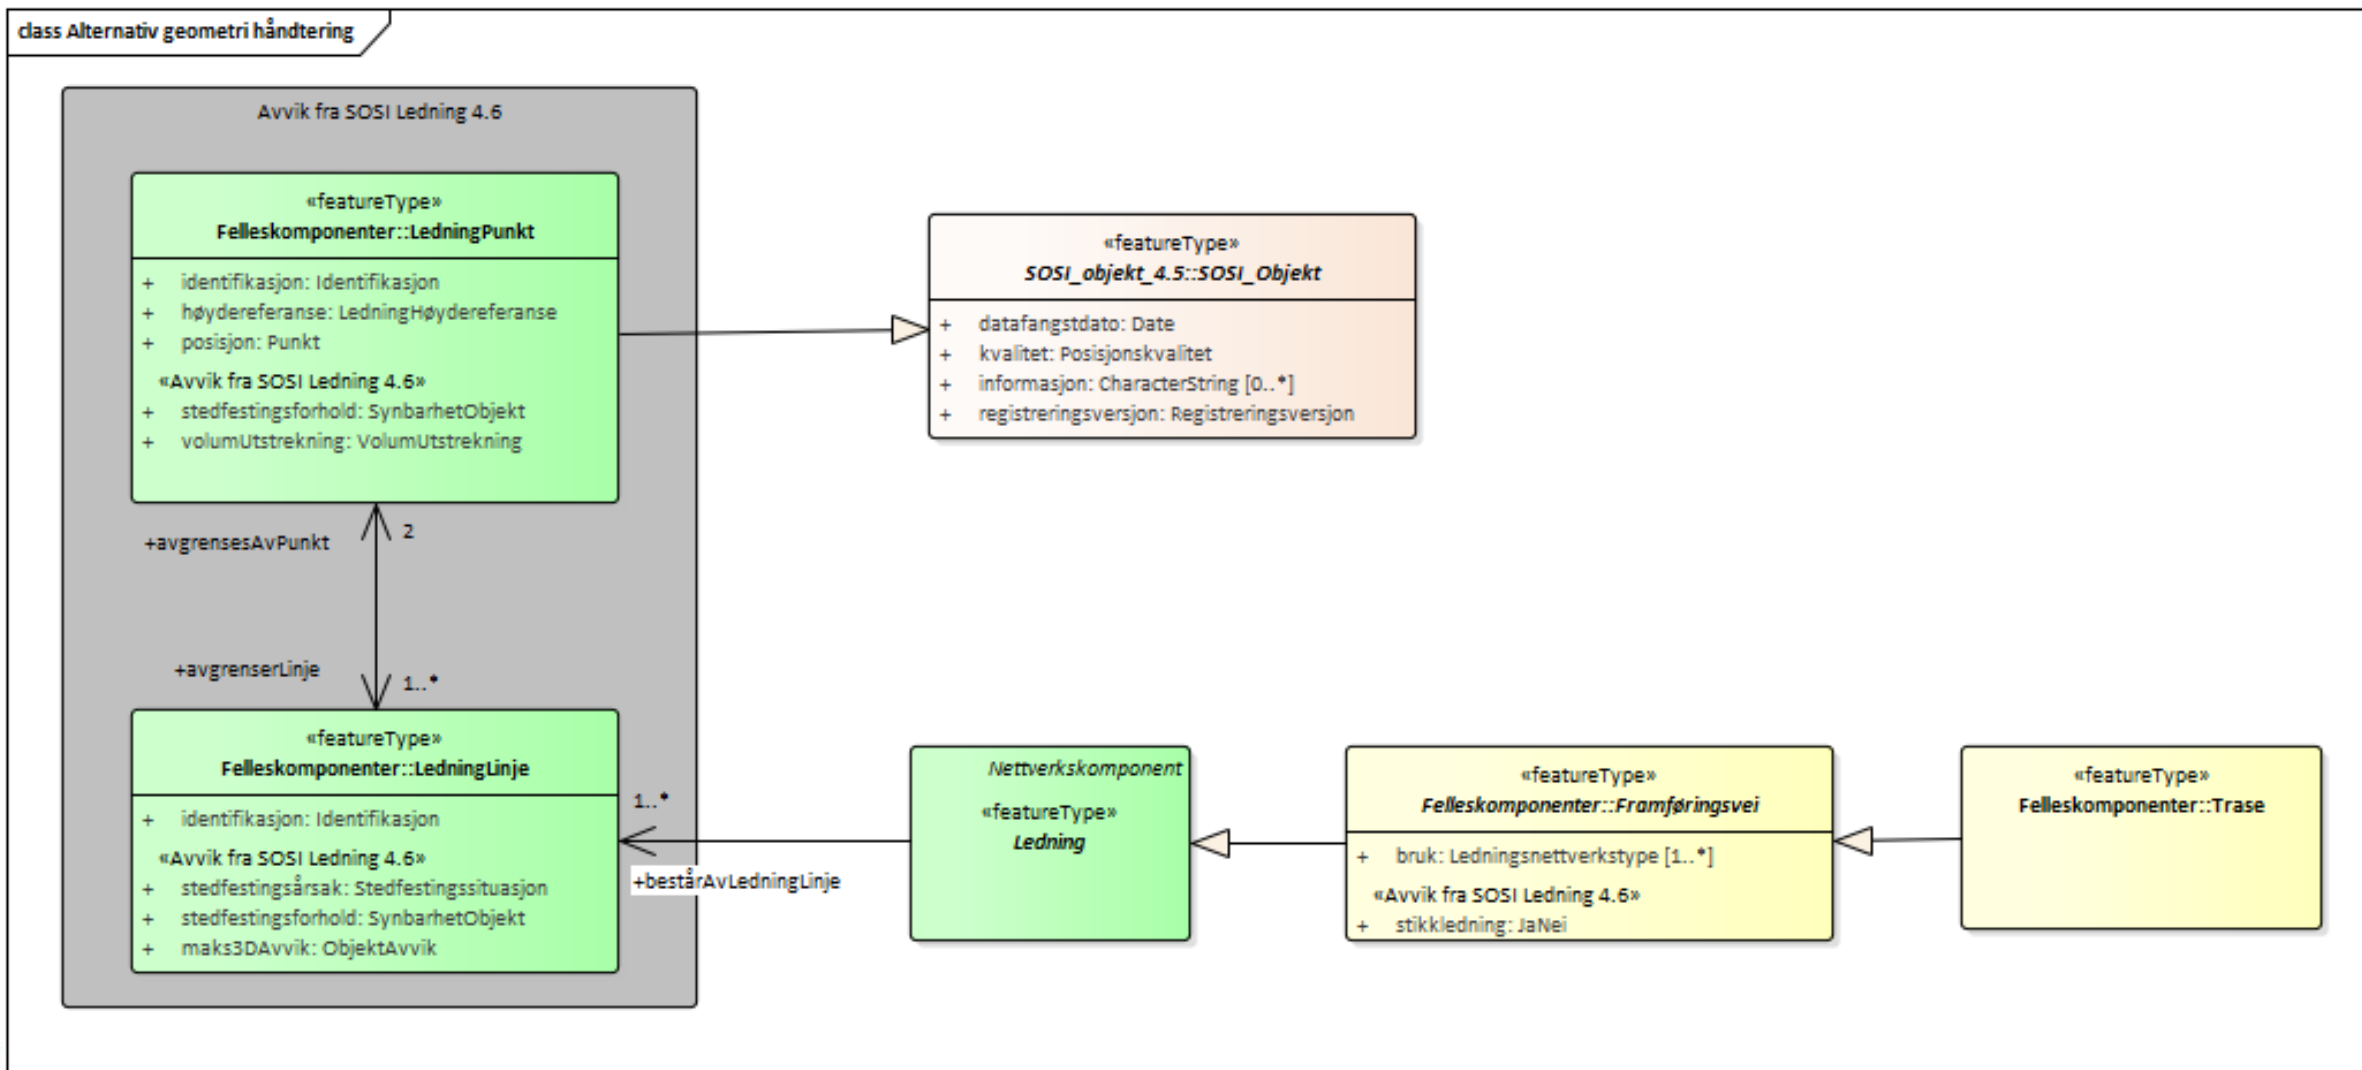 class Alternativ geometri håndtering
Avvik fra SOSI Ledning 4.6
«featureType»
Felleskomponenter::LedningPunkt
+ identifikasjon: Identifikasjon
+ høydereferanse: LedningHøydereferanse
+ posisjon: Punkt
«Avvik fra SOSI Ledning 4.6»
+ stedfestingsforhold: SynbarhetObjekt
+ volumUtstrekning: VolumUtstrekning
«featureType»
SOSI_objekt_4.5::SOSI_Objekt
+ datafangstdato: Date
+ kvalitet: Posisjonskvalitet
+ informasjon: CharacterString [0..*]
+ registreringsversjon: Registreringsversjon
2
+avgrensesAvPunkt
+avgrenserLinje
1..*
«featureType»
Felleskomponenter::LedningLinje
+ identifikasjon: Identifikasjon
«Avvik fra SOSI Ledning 4.6»
+ stedfestingsårsak: Stedfestingssituasjon
+ stedfestingsforhold: SynbarhetObjekt
+ maks3DAvvik: ObjektAvvik
1..*
+bestårAvLedningLinje
Nettverkskomponent
«featureType»
Ledning
«featureType»
Felleskomponenter::Framføringsvei
+ bruk: Ledningsnettverkstype [1..*]
«Avvik fra SOSI Ledning 4.6»
+ stikkledning: JaNei
«featureType»
Felleskomponenter::Trase